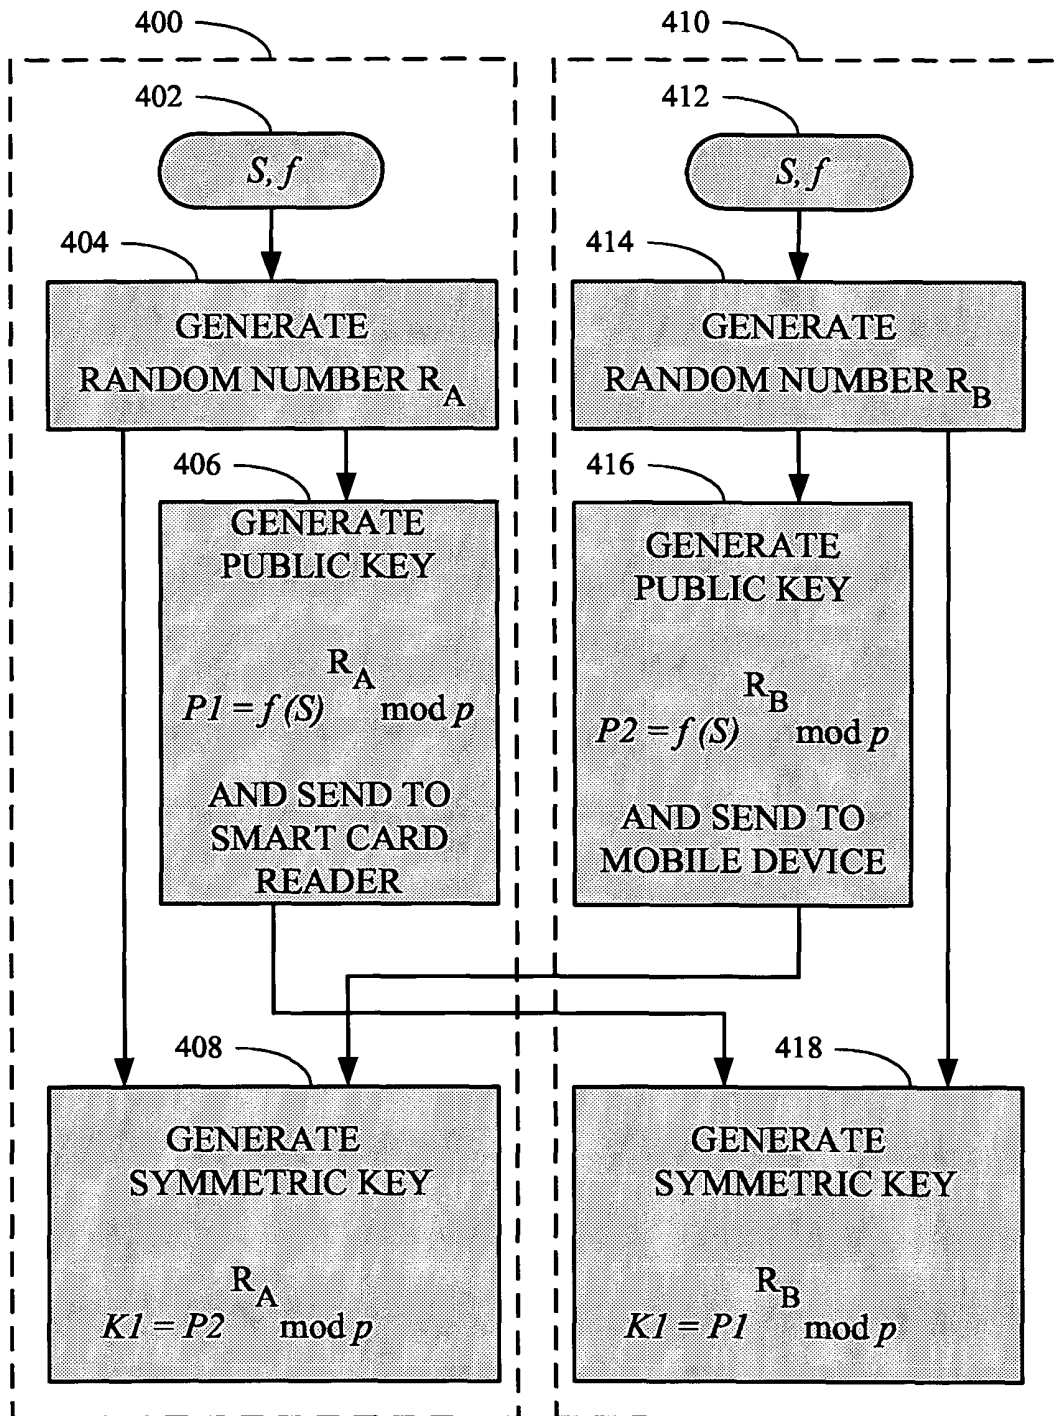 400
402
S, f
404
GENERATE
RANDOM NUMBER R_A
406
GENERATE
PUBLIC KEY
P1 = f (S)^R_A mod p
AND SEND TO
SMART CARD
READER
408
GENERATE
SYMMETRIC KEY
K1 = P2^R_A mod p
410
412
S, f
414
GENERATE
RANDOM NUMBER R_B
416
GENERATE
PUBLIC KEY
P2 = f (S)^R_B mod p
AND SEND TO
MOBILE DEVICE
418
GENERATE
SYMMETRIC KEY
K1 = P1^R_B mod p